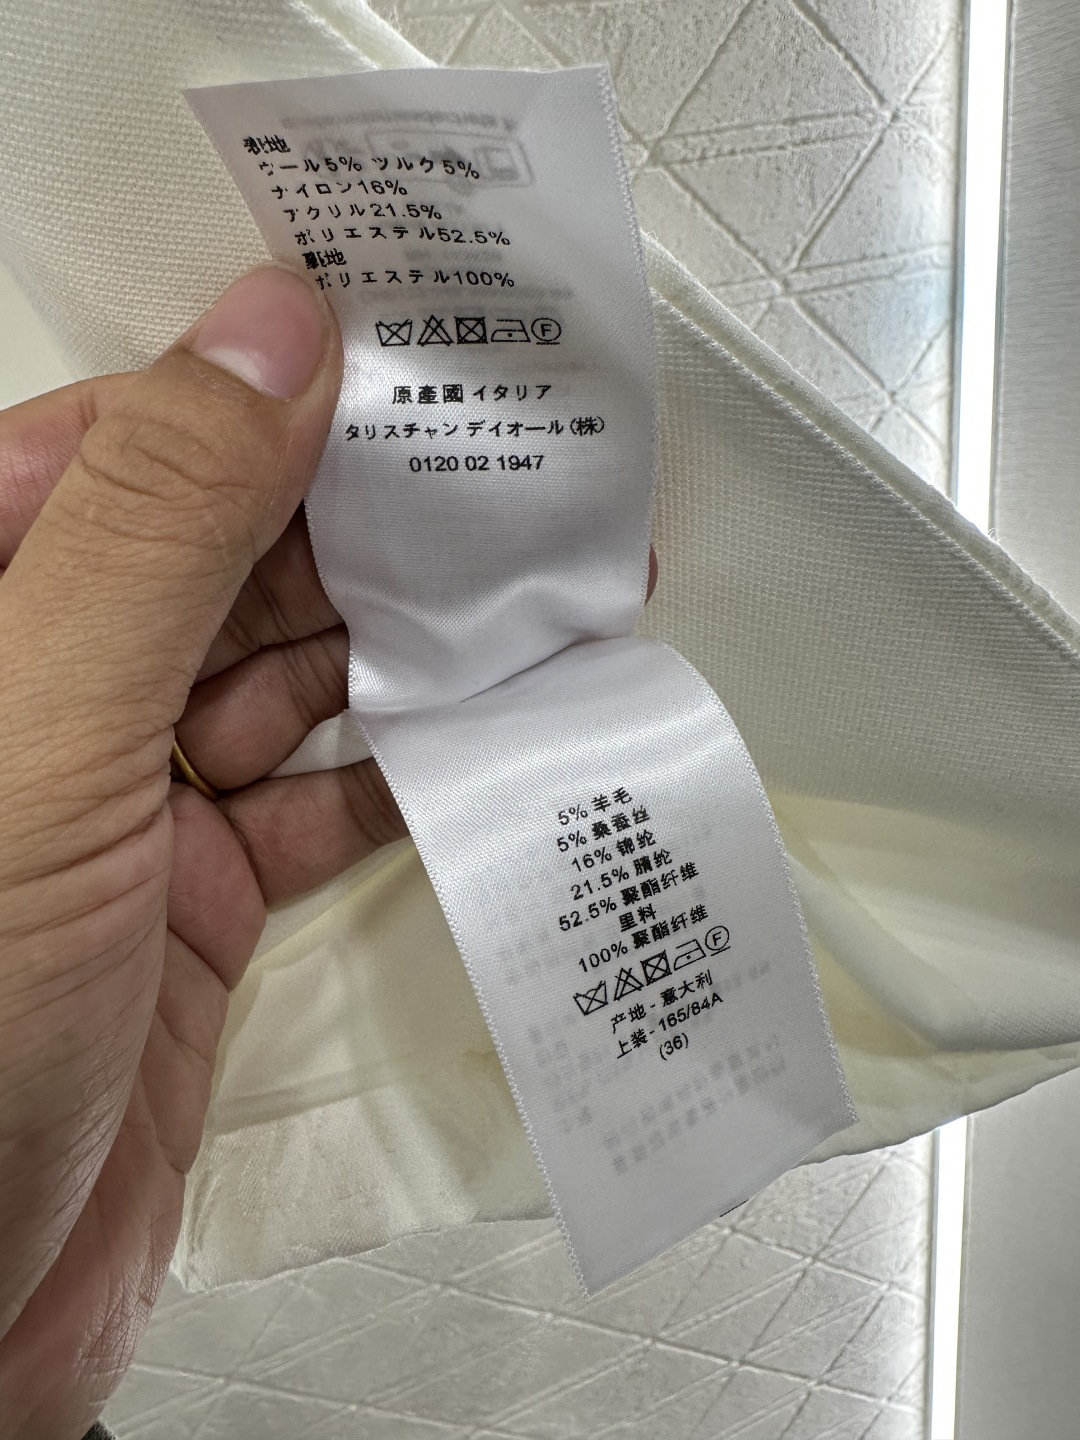 表地
ウール5% ツルク5%
ナイロン16%
アクリル21.5%
ポリエステル52.5%
裏地
ポリエステル100%
F
原產國 イタリア
タリスチャン デイオール(株)
0120 02 1947
5% 羊毛
5% 桑蚕丝
16% 锦纶
21.5% 腈纶
52.5% 聚酯纤维
里料
100% 聚酯纤维
F
产地 - 意大利
上装 - 165/84A
(36)